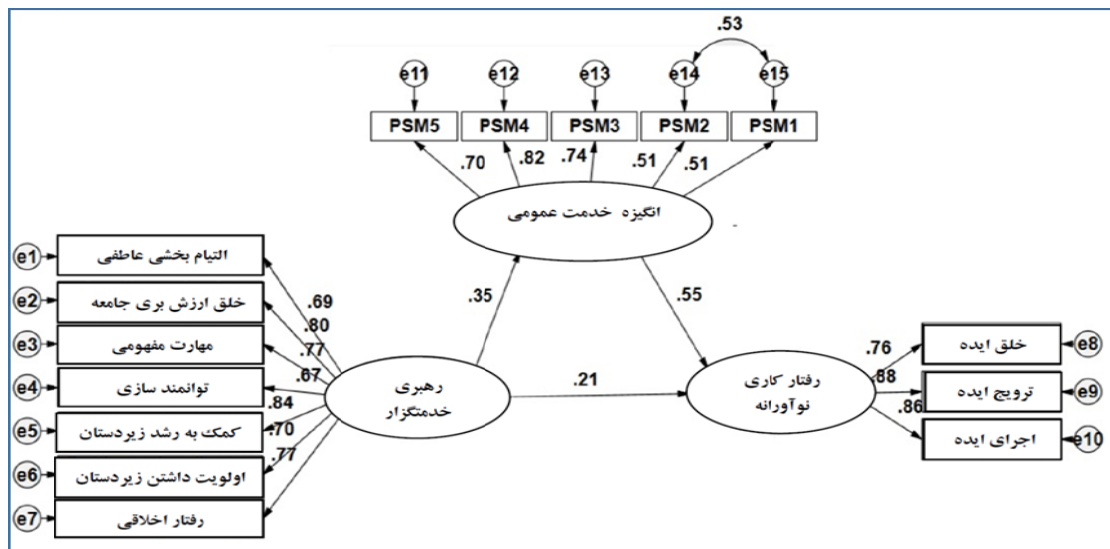 .53
e11 e12 e13 e14 e15
PSM5 PSM4 PSM3 PSM2 PSM1
.70 .82 .74 .51 .51
انگیزه خدمت عمومی
.35 .55
e1 التیام بخشی عاطفی
e2 خلق ارزش بری جامعه
e3 مهارت مفهومی
e4 توانمند سازی
e5 کمک به رشد زیردستان
e6 اولویت داشتن زیردستان
e7 رفتار اخلاقی
.69
.80
.77
.67
.84
.70
.77
رهبری
خدمتگزار
.21
رفتار کاری
نوآورانه
.76
.88
.86
خلق ایده e8
ترویج ایده e9
اجرای ایده e10